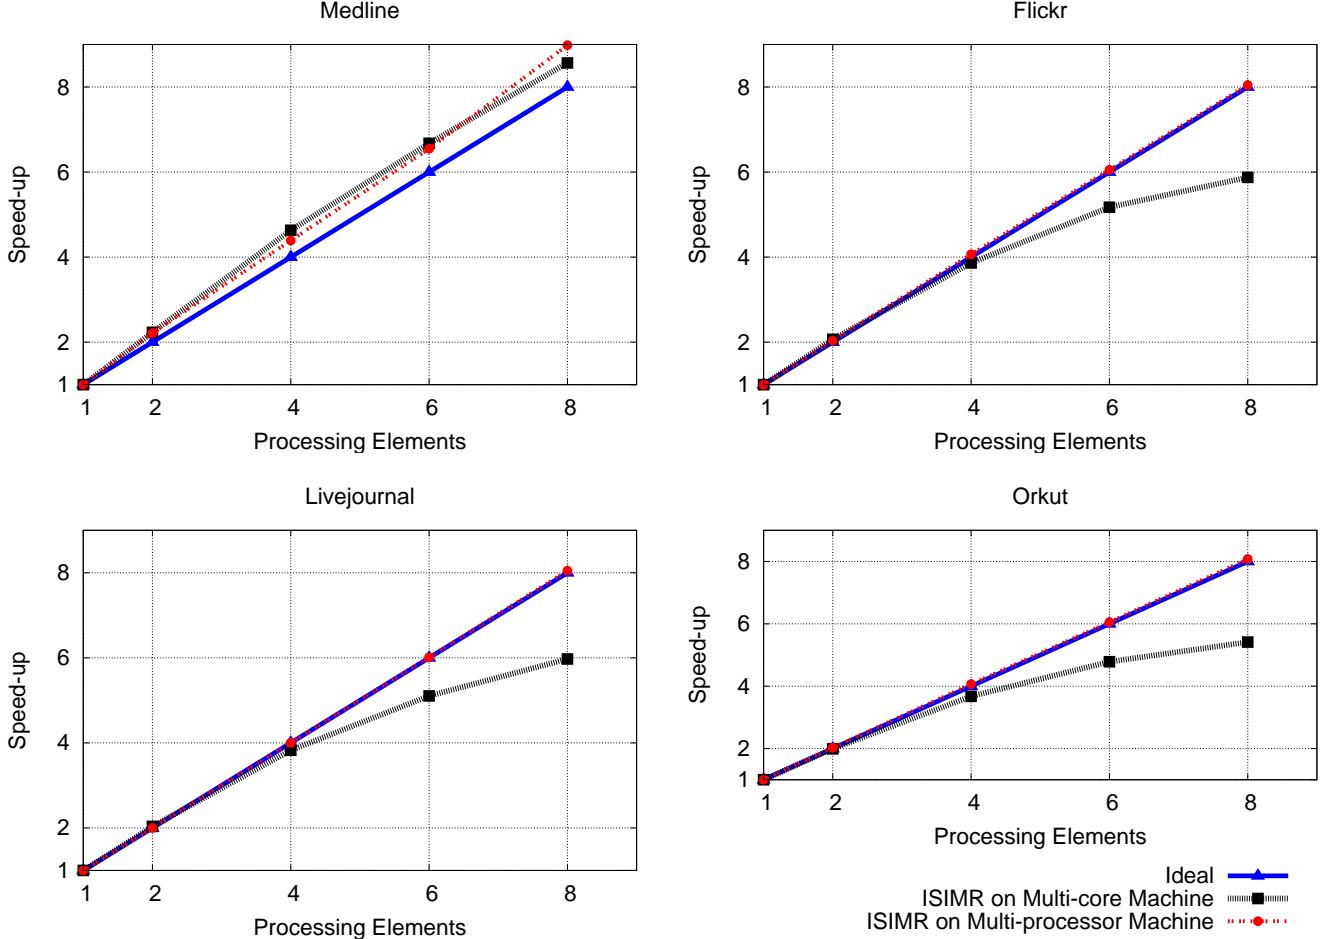 Medline
Speed-up
8
6
4
2
1
1 2 4 6 8
Processing Elements
Flickr
Speed-up
8
6
4
2
1
1 2 4 6 8
Processing Elements
Livejournal
Speed-up
8
6
4
2
1
1 2 4 6 8
Processing Elements
Orkut
Speed-up
8
6
4
2
1
1 2 4 6 8
Processing Elements
Ideal
ISIMR on Multi-core Machine
ISIMR on Multi-processor Machine